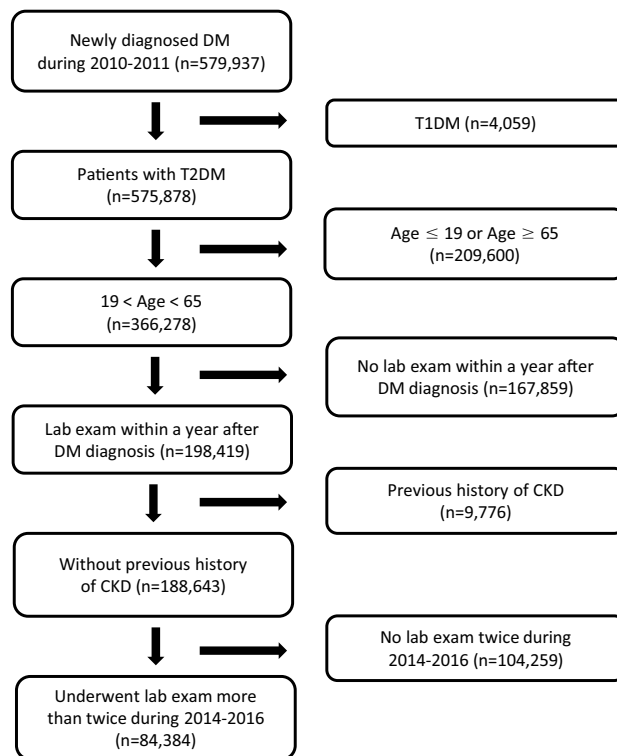 Newly diagnosed DM
during 2010-2011 (n=579,937)
T1DM (n=4,059)
Patients with T2DM
(n=575,878)
Age ≤ 19 or Age ≥ 65
(n=209,600)
19 < Age < 65
(n=366,278)
No lab exam within a year after
DM diagnosis (n=167,859)
Lab exam within a year after
DM diagnosis (n=198,419)
Previous history of CKD
(n=9,776)
Without previous history
of CKD (n=188,643)
No lab exam twice during
2014-2016 (n=104,259)
Underwent lab exam more
than twice during 2014-2016
(n=84,384)